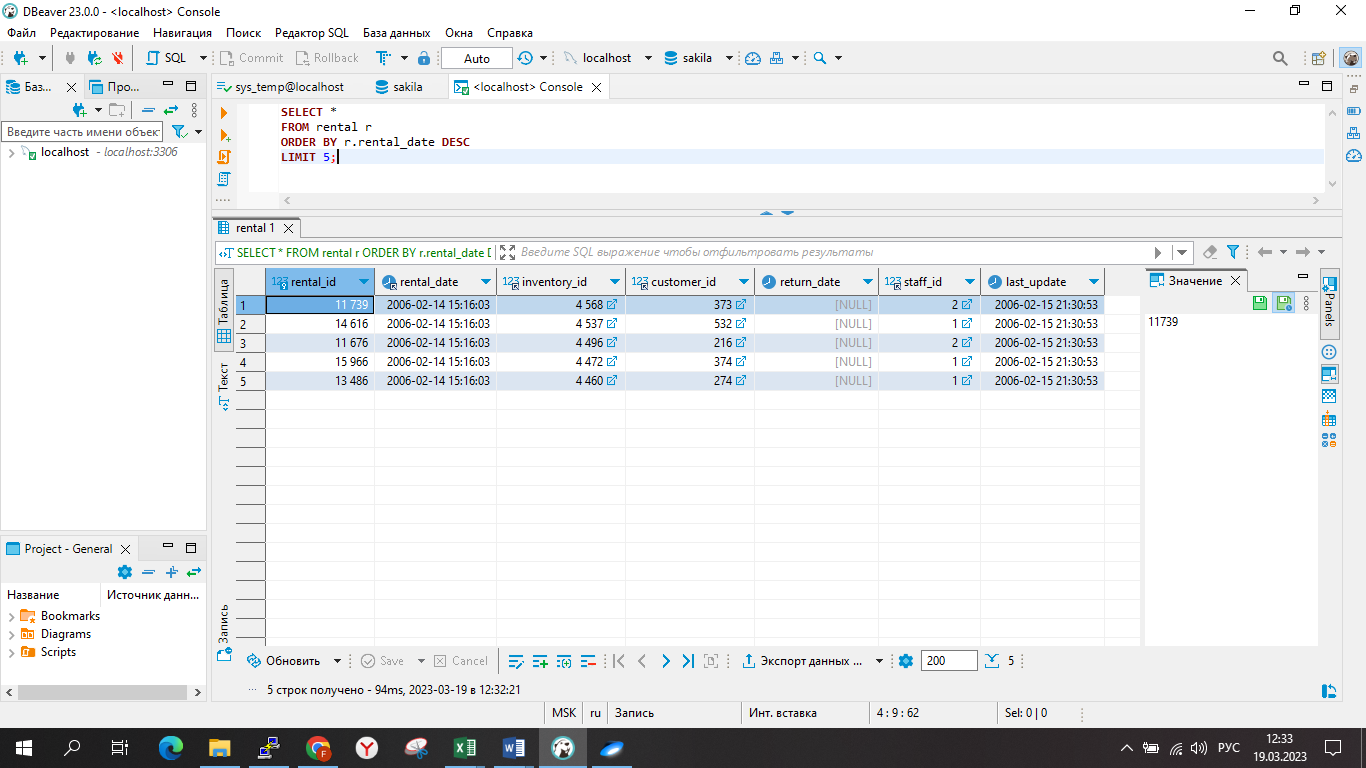 DBeaver 23.0.0 - <localhost> Console
Файл Редактирование Навигация Поиск Редактор SQL База данных Окна Справка
SQL Commit Rollback Auto localhost sakila
Баз... Про... sys_temp@localhost sakila <localhost> Console
Введите часть имени объект
localhost - localhost:3306
SELECT *
FROM rental r
ORDER BY r.rental_date DESC
LIMIT 5;
rental 1
SELECT * FROM rental r ORDER BY r.rental_date D Введите SQL выражение чтобы отфильтровать результаты
Таблица
Текст
Запись
rental_id rental_date inventory_id customer_id return_date staff_id last_update
1 11 739 2006-02-14 15:16:03 4 568 373 [NULL] 2 2006-02-15 21:30:53
2 14 616 2006-02-14 15:16:03 4 537 532 [NULL] 1 2006-02-15 21:30:53
3 11 676 2006-02-14 15:16:03 4 496 216 [NULL] 2 2006-02-15 21:30:53
4 15 966 2006-02-14 15:16:03 4 472 374 [NULL] 1 2006-02-15 21:30:53
5 13 486 2006-02-14 15:16:03 4 460 274 [NULL] 1 2006-02-15 21:30:53
Значение
11739
Panels
Project - General
Название Источник данн...
Bookmarks
Diagrams
Scripts
Обновить Save Cancel Экспорт данных ... 200 5
5 строк получено - 94ms, 2023-03-19 в 12:32:21
MSK ru Запись Инт. вставка 4 : 9 : 62 Sel: 0 | 0
РУС 12:33
19.03.2023